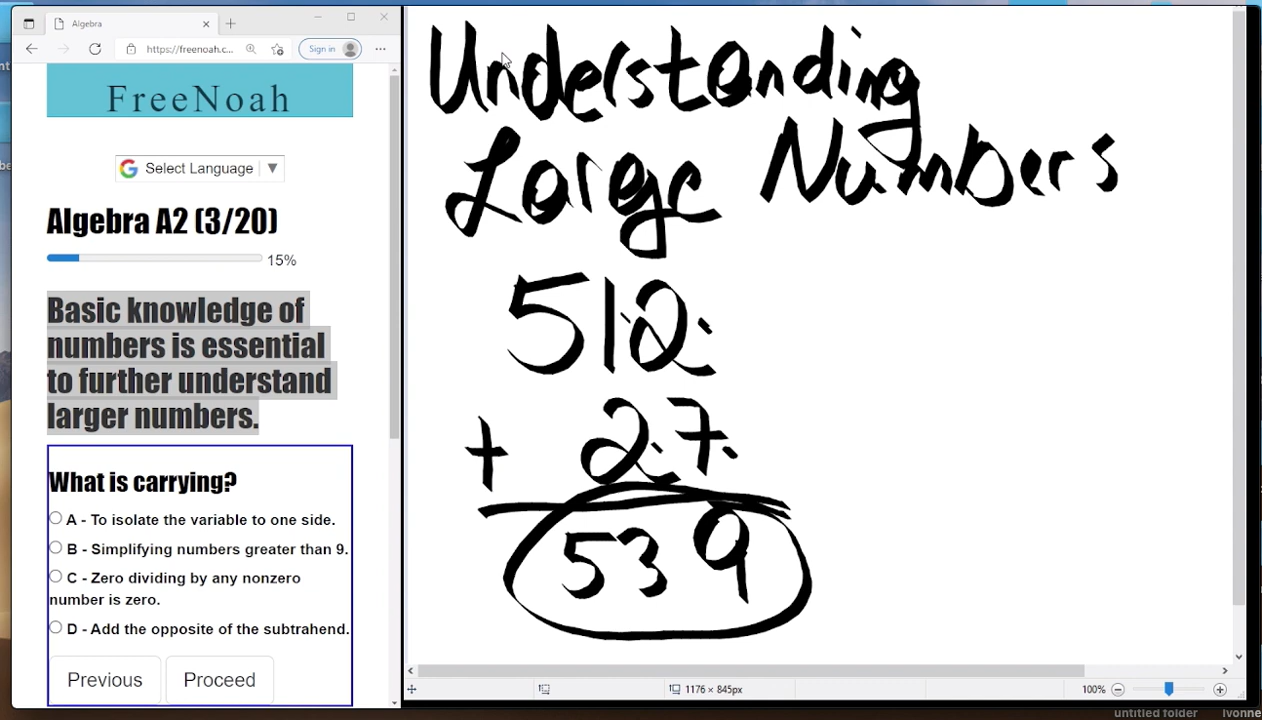 Algebra
https://freenoah.c...
Sign in
FreeNoah
Select Language
Algebra A2 (3/20)
15%
Basic knowledge of
numbers is essential
to further understand
larger numbers.
What is carrying?
A - To isolate the variable to one side.
B - Simplifying numbers greater than 9.
C - Zero dividing by any nonzero
number is zero.
D - Add the opposite of the subtrahend.
Previous
Proceed
Understanding
Large Numbers
512
+ 27
539
1176 × 845px
100%
untitled folder
Ivonne